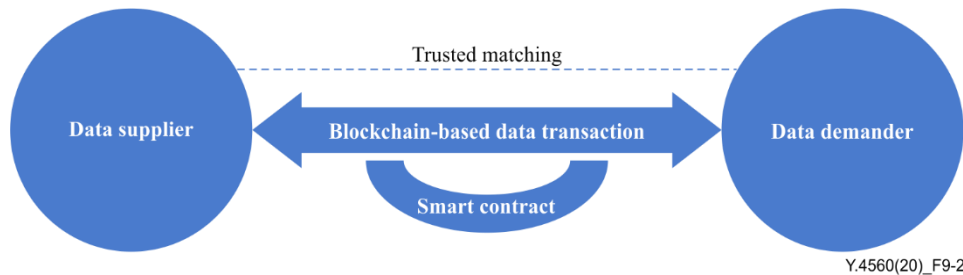 Trusted matching
Data supplier
Blockchain-based data transaction
Data demander
Smart contract
Y.4560(20)_F9-2